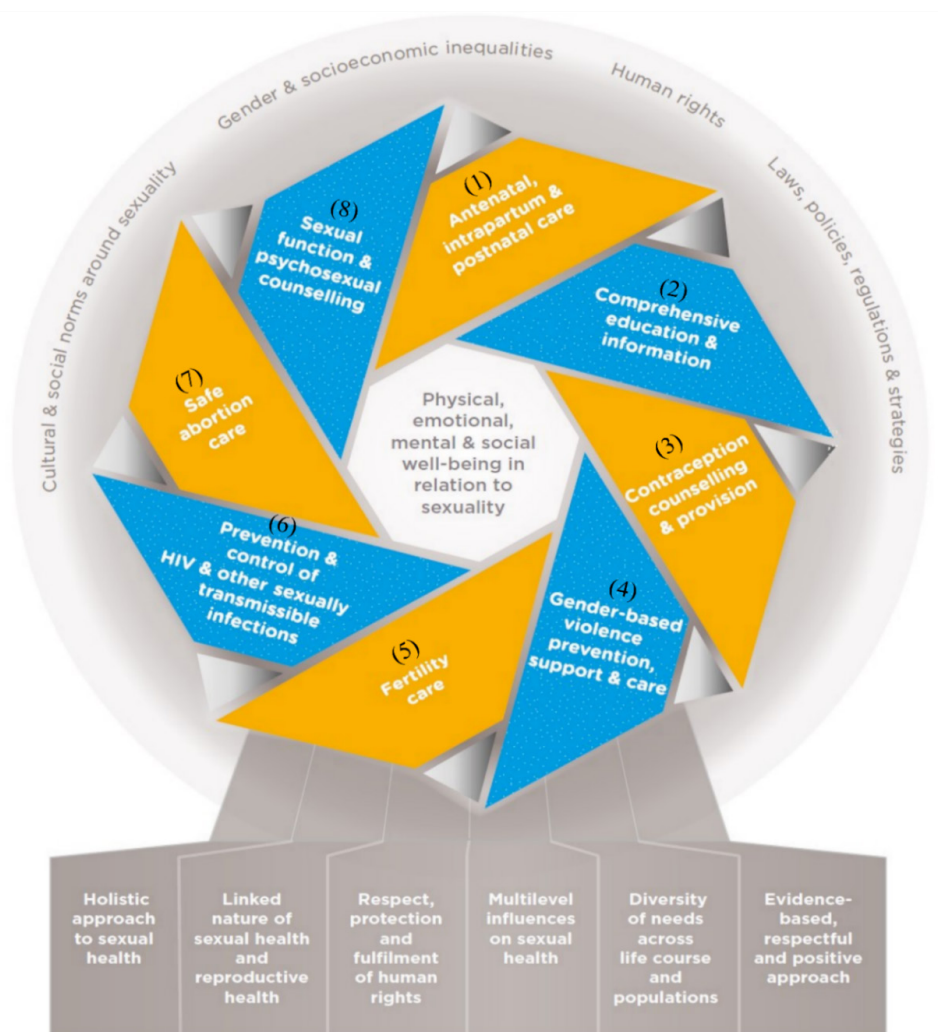 Cultural & social norms around sexuality
Gender & socioeconomic inequalities
Human rights
Laws, policies, regulations & strategies
(1)
Antenatal,
intrapartum &
postnatal care
(2)
Comprehensive
education &
information
(3)
Contraception
counselling
& provision
(4)
Gender-based
violence
prevention,
support & care
(5)
Fertility
care
(6)
Prevention &
control of
HIV & other sexually
transmissible
infections
(7)
Safe
abortion
care
(8)
Sexual
function &
psychosexual
counselling
Physical,
emotional,
mental & social
well-being in
relation to
sexuality
Holistic
approach
to sexual
health
Linked
nature of
sexual health
and
reproductive
health
Respect,
protection
and
fulfilment
of human
rights
Multilevel
influences
on sexual
health
Diversity
of needs
across
life course
and
populations
Evidence-
based,
respectful
and positive
approach